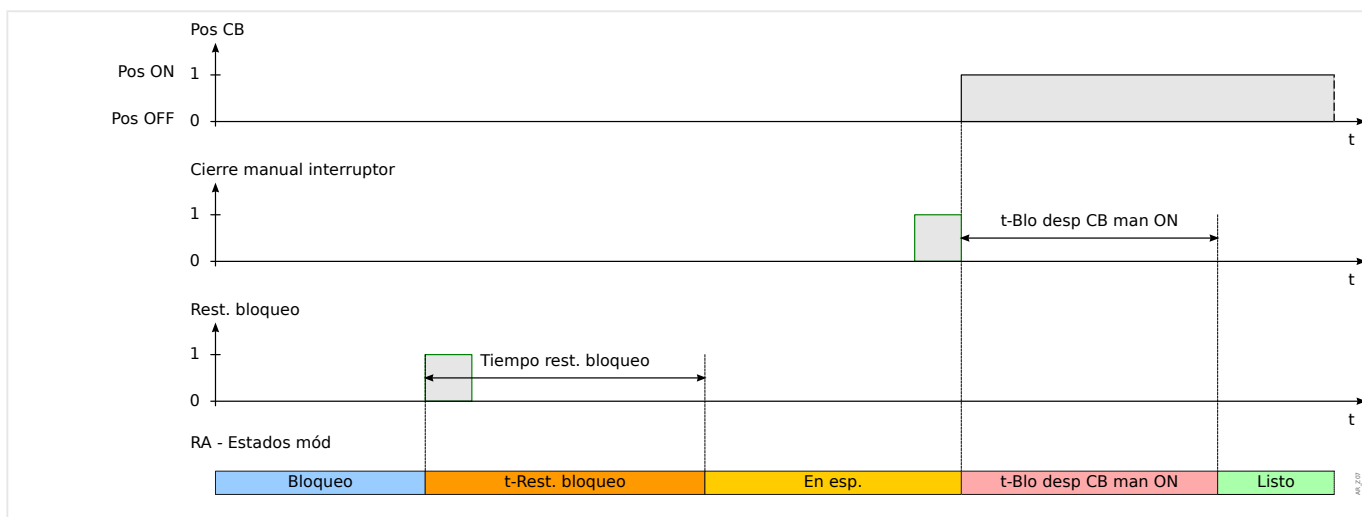 Pos CB
Pos ON 1
Pos OFF 0
t
Cierre manual interruptor
1
t-Blo desp CB man ON
0
t
Rest. bloqueo
1
Tiempo rest. bloqueo
0
t
RA - Estados mód
Bloqueo t-Rest. bloqueo En esp. t-Blo desp CB man ON Listo
AR_Z07